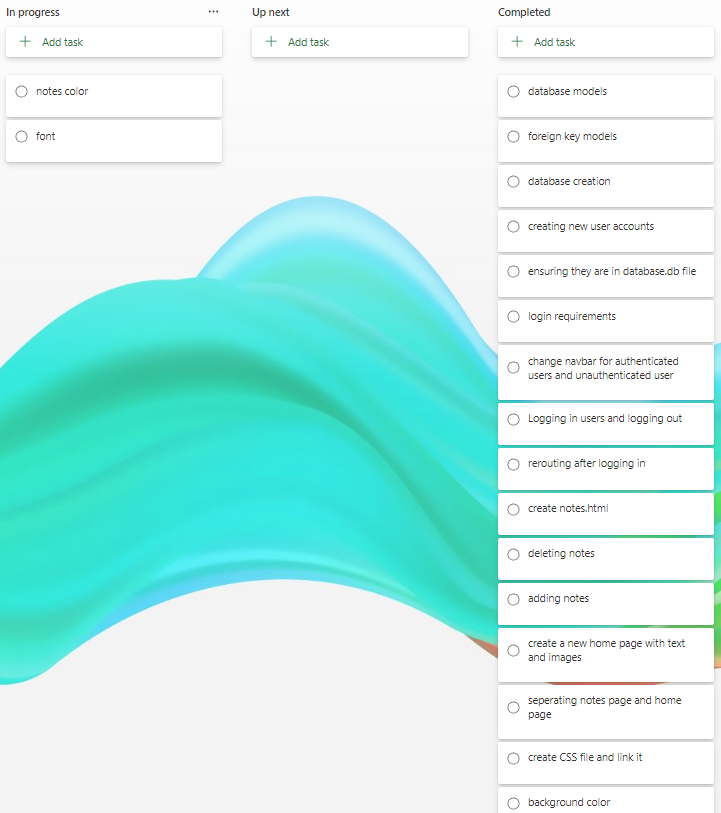 In progress
...
+ Add task
notes color
font
Up next
+ Add task
Completed
+ Add task
database models
foreign key models
database creation
creating new user accounts
ensuring they are in database.db file
login requirements
change navbar for authenticated
users and unauthenticated user
Logging in users and logging out
rerouting after logging in
create notes.html
deleting notes
adding notes
create a new home page with text
and images
seperating notes page and home
page
create CSS file and link it
background color